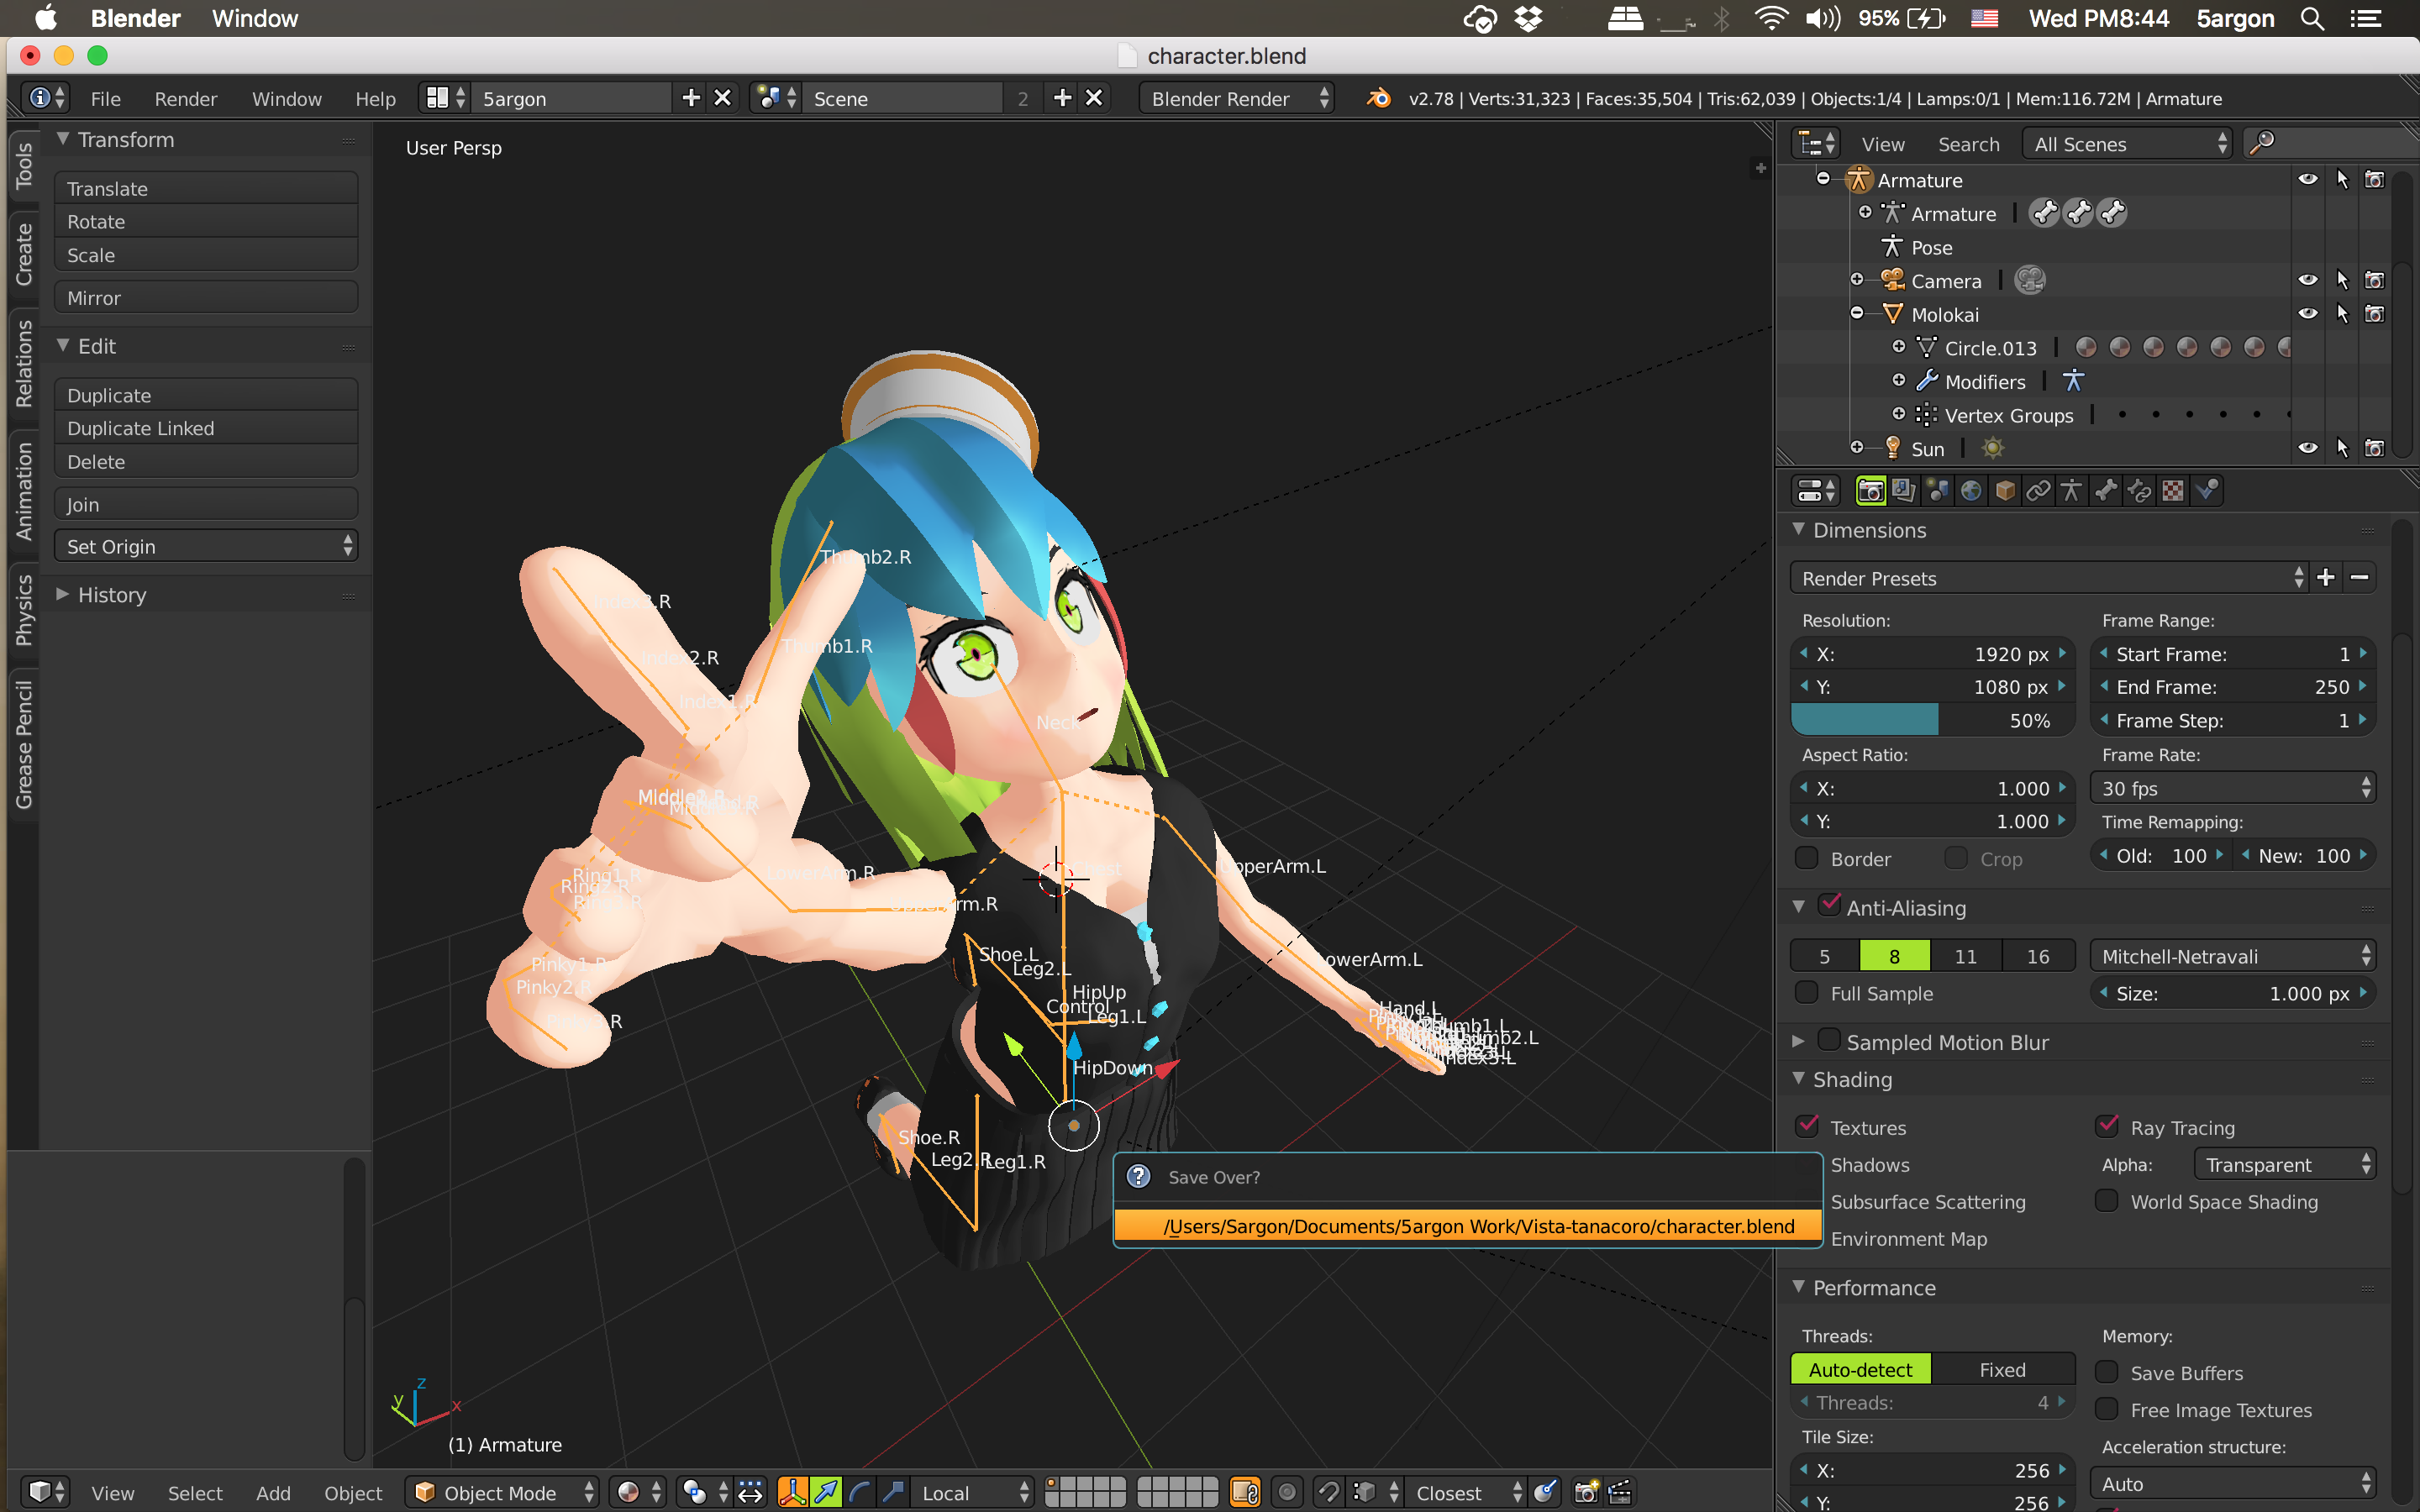 Blender Window 95% Wed PM8:44 5argon
character.blend
File Render Window Help 5argon Scene 2 Blender Render v2.78 | Verts:31,323 | Faces:35,504 | Tris:62,039 | Objects:1/4 | Lamps:0/1 | Mem:116.72M | Armature
Tools
Create
Relations
Animation
Physics
Grease Pencil
Transform
Translate
Rotate
Scale
Mirror
Edit
Duplicate
Duplicate Linked
Delete
Join
Set Origin
History
User Persp
Thumb2.R
Index3.R
Thumb1.R
Index2.R
Index1.R
Neck
Middle2.R
LowerArm.R
Chest
UpperArm.L
Ring1.R
Ring2.R
UpperArm.R
Shoe.L
Leg2.L
LowerArm.L
Pinky1.R
Pinky2.R
HipUp
Control
Leg1.L
Hand.L
Thumb1.L
Thumb2.L
Index3.L
HipDown
Shoe.R
Leg2.R
Leg1.R
Save Over?
/Users/Sargon/Documents/5argon Work/Vista-tanacoro/character.blend
z
y
x
(1) Armature
View Select Add Object Object Mode Local Closest
View Search All Scenes
Armature
Armature
Pose
Camera
Molokai
Circle.013
Modifiers
Vertex Groups
Sun
Dimensions
Render Presets
Resolution: Frame Range:
X: 1920 px Start Frame: 1
Y: 1080 px End Frame: 250
50% Frame Step: 1
Aspect Ratio: Frame Rate:
X: 1.000 30 fps
Y: 1.000 Time Remapping:
Border Crop Old: 100 New: 100
Anti-Aliasing
5 8 11 16 Mitchell-Netravali
Full Sample Size: 1.000 px
Sampled Motion Blur
Shading
Textures Ray Tracing
Shadows Alpha: Transparent
Subsurface Scattering World Space Shading
Environment Map
Performance
Threads: Memory:
Auto-detect Fixed Save Buffers
Threads: 4 Free Image Textures
Tile Size: Acceleration structure:
X: 256 Auto
Y: 256